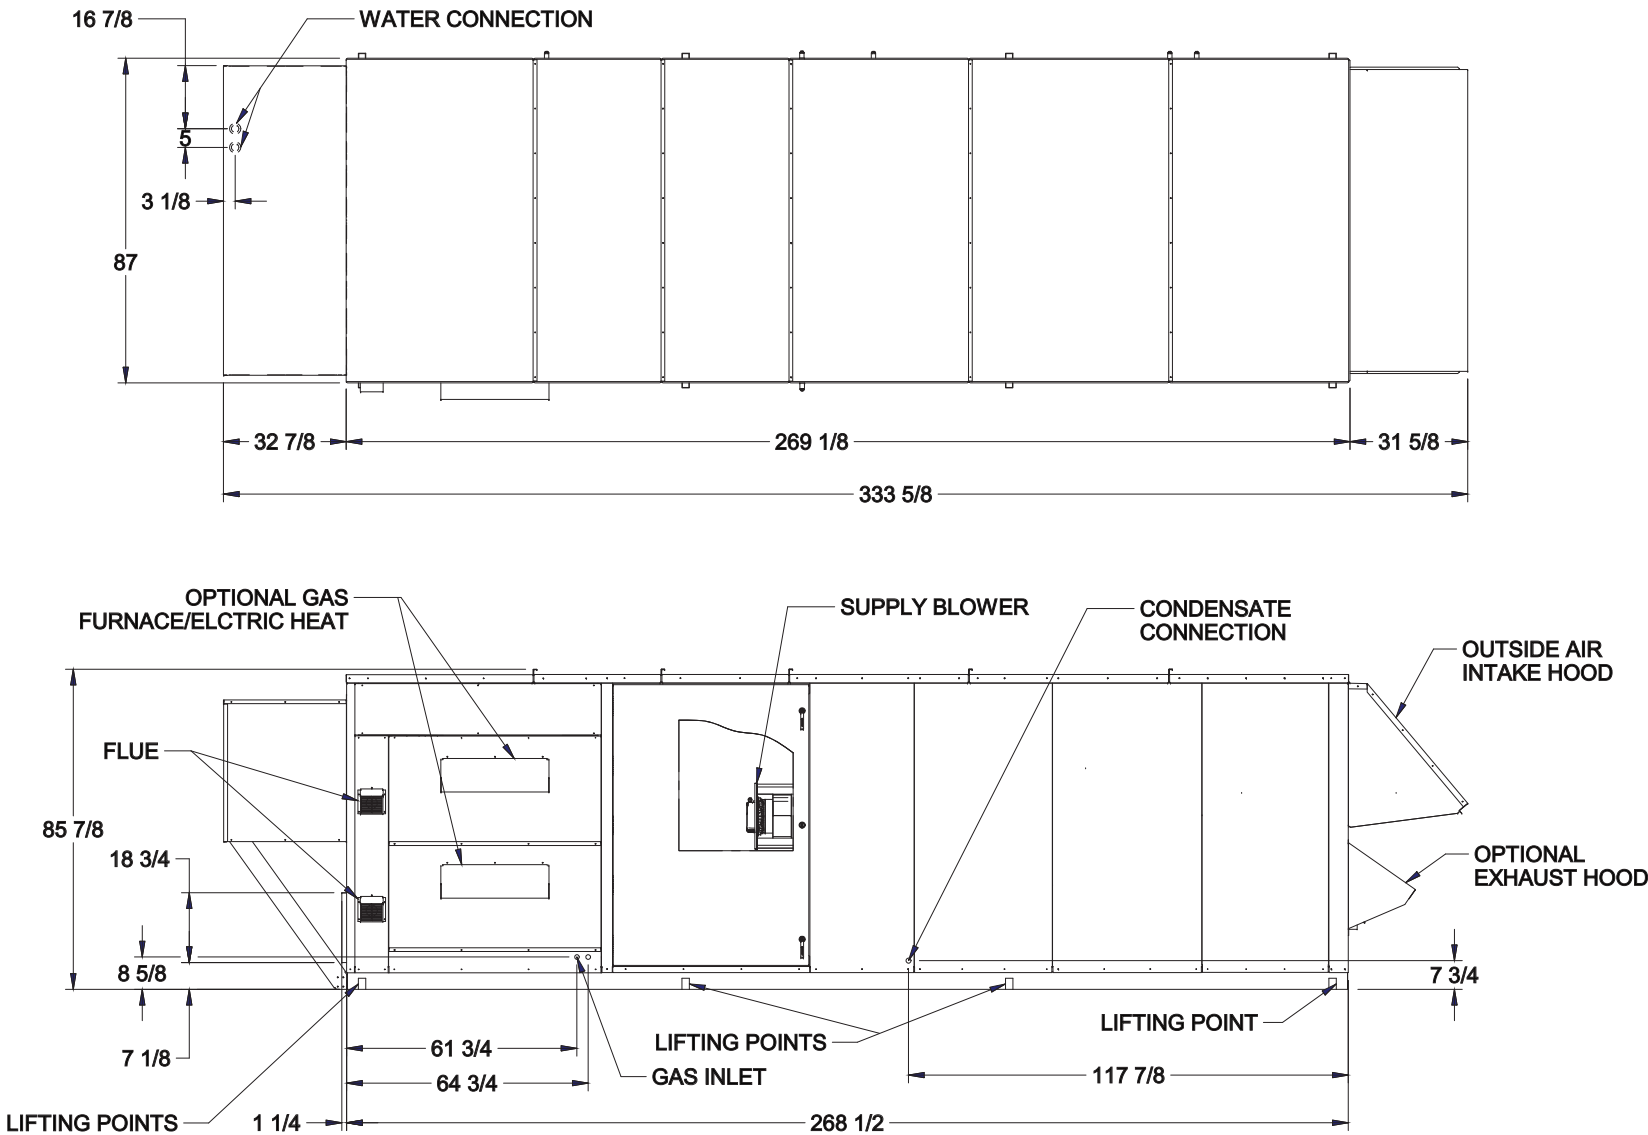 16 7/8
WATER CONNECTION
5
3 1/8
87
32 7/8
269 1/8
31 5/8
333 5/8
OPTIONAL GAS
FURNACE/ELCTRIC HEAT
SUPPLY BLOWER
CONDENSATE
CONNECTION
OUTSIDE AIR
INTAKE HOOD
FLUE
85 7/8
18 3/4
OPTIONAL
EXHAUST HOOD
8 5/8
7 3/4
7 1/8
61 3/4
LIFTING POINTS
LIFTING POINT
64 3/4
GAS INLET
117 7/8
LIFTING POINTS
1 1/4
268 1/2